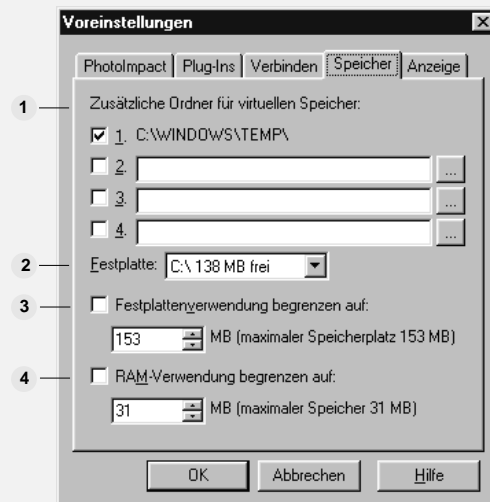 Voreinstellungen
PhotoImpact Plug-Ins Verbinden Speicher Anzeige
1 Zusätzliche Ordner für virtuellen Speicher:
1. C:\WINDOWS\TEMP\
2. ...
3. ...
4. ...
2 Festplatte: C:\ 138 MB frei
3 Festplattenverwendung begrenzen auf:
153 MB (maximaler Speicherplatz 153 MB)
4 RAM-Verwendung begrenzen auf:
31 MB (maximaler Speicher 31 MB)
OK Abbrechen Hilfe